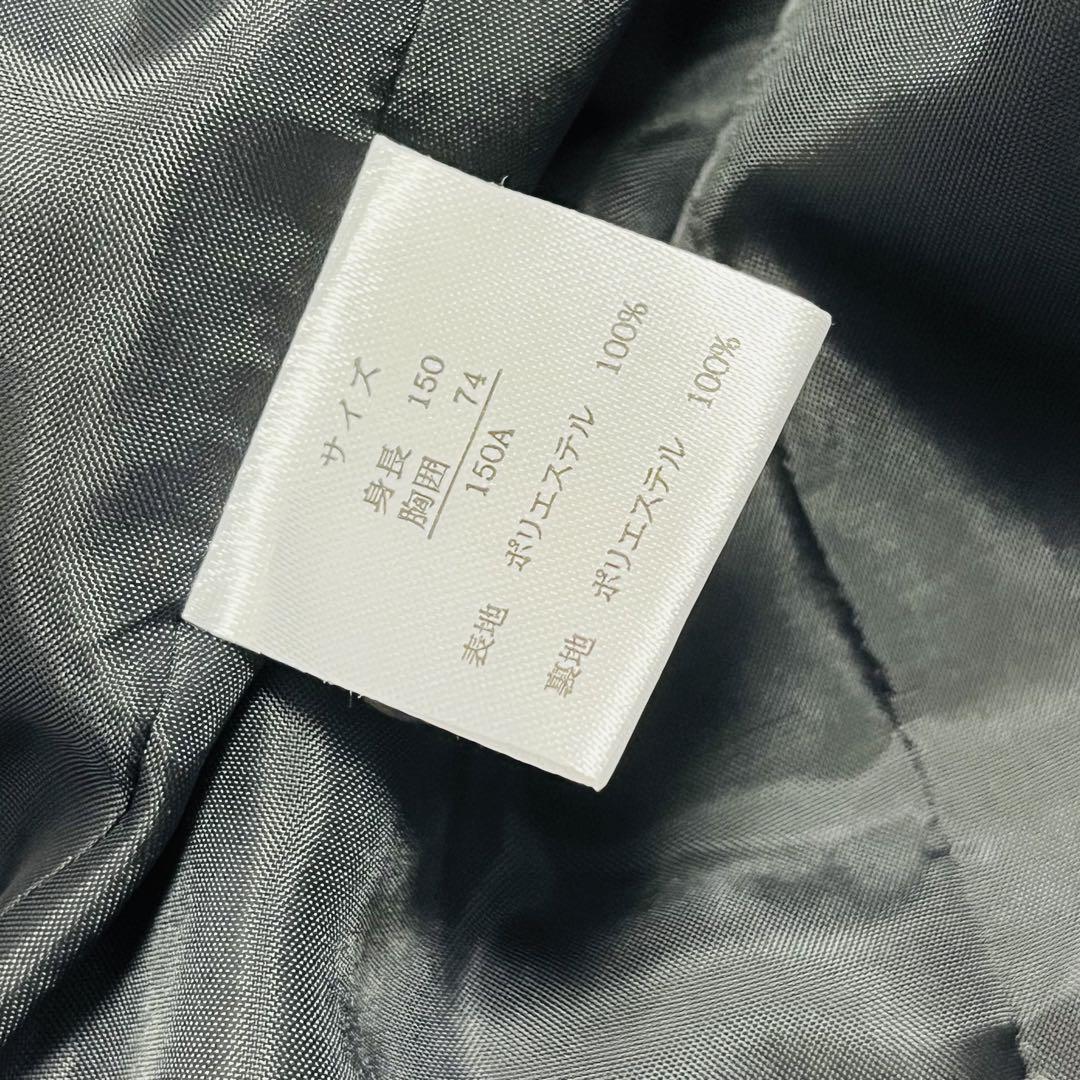 サイズ
身長 150
胸囲 74
150A
表地 ポリエステル 100%
裏地 ポリエステル 100%